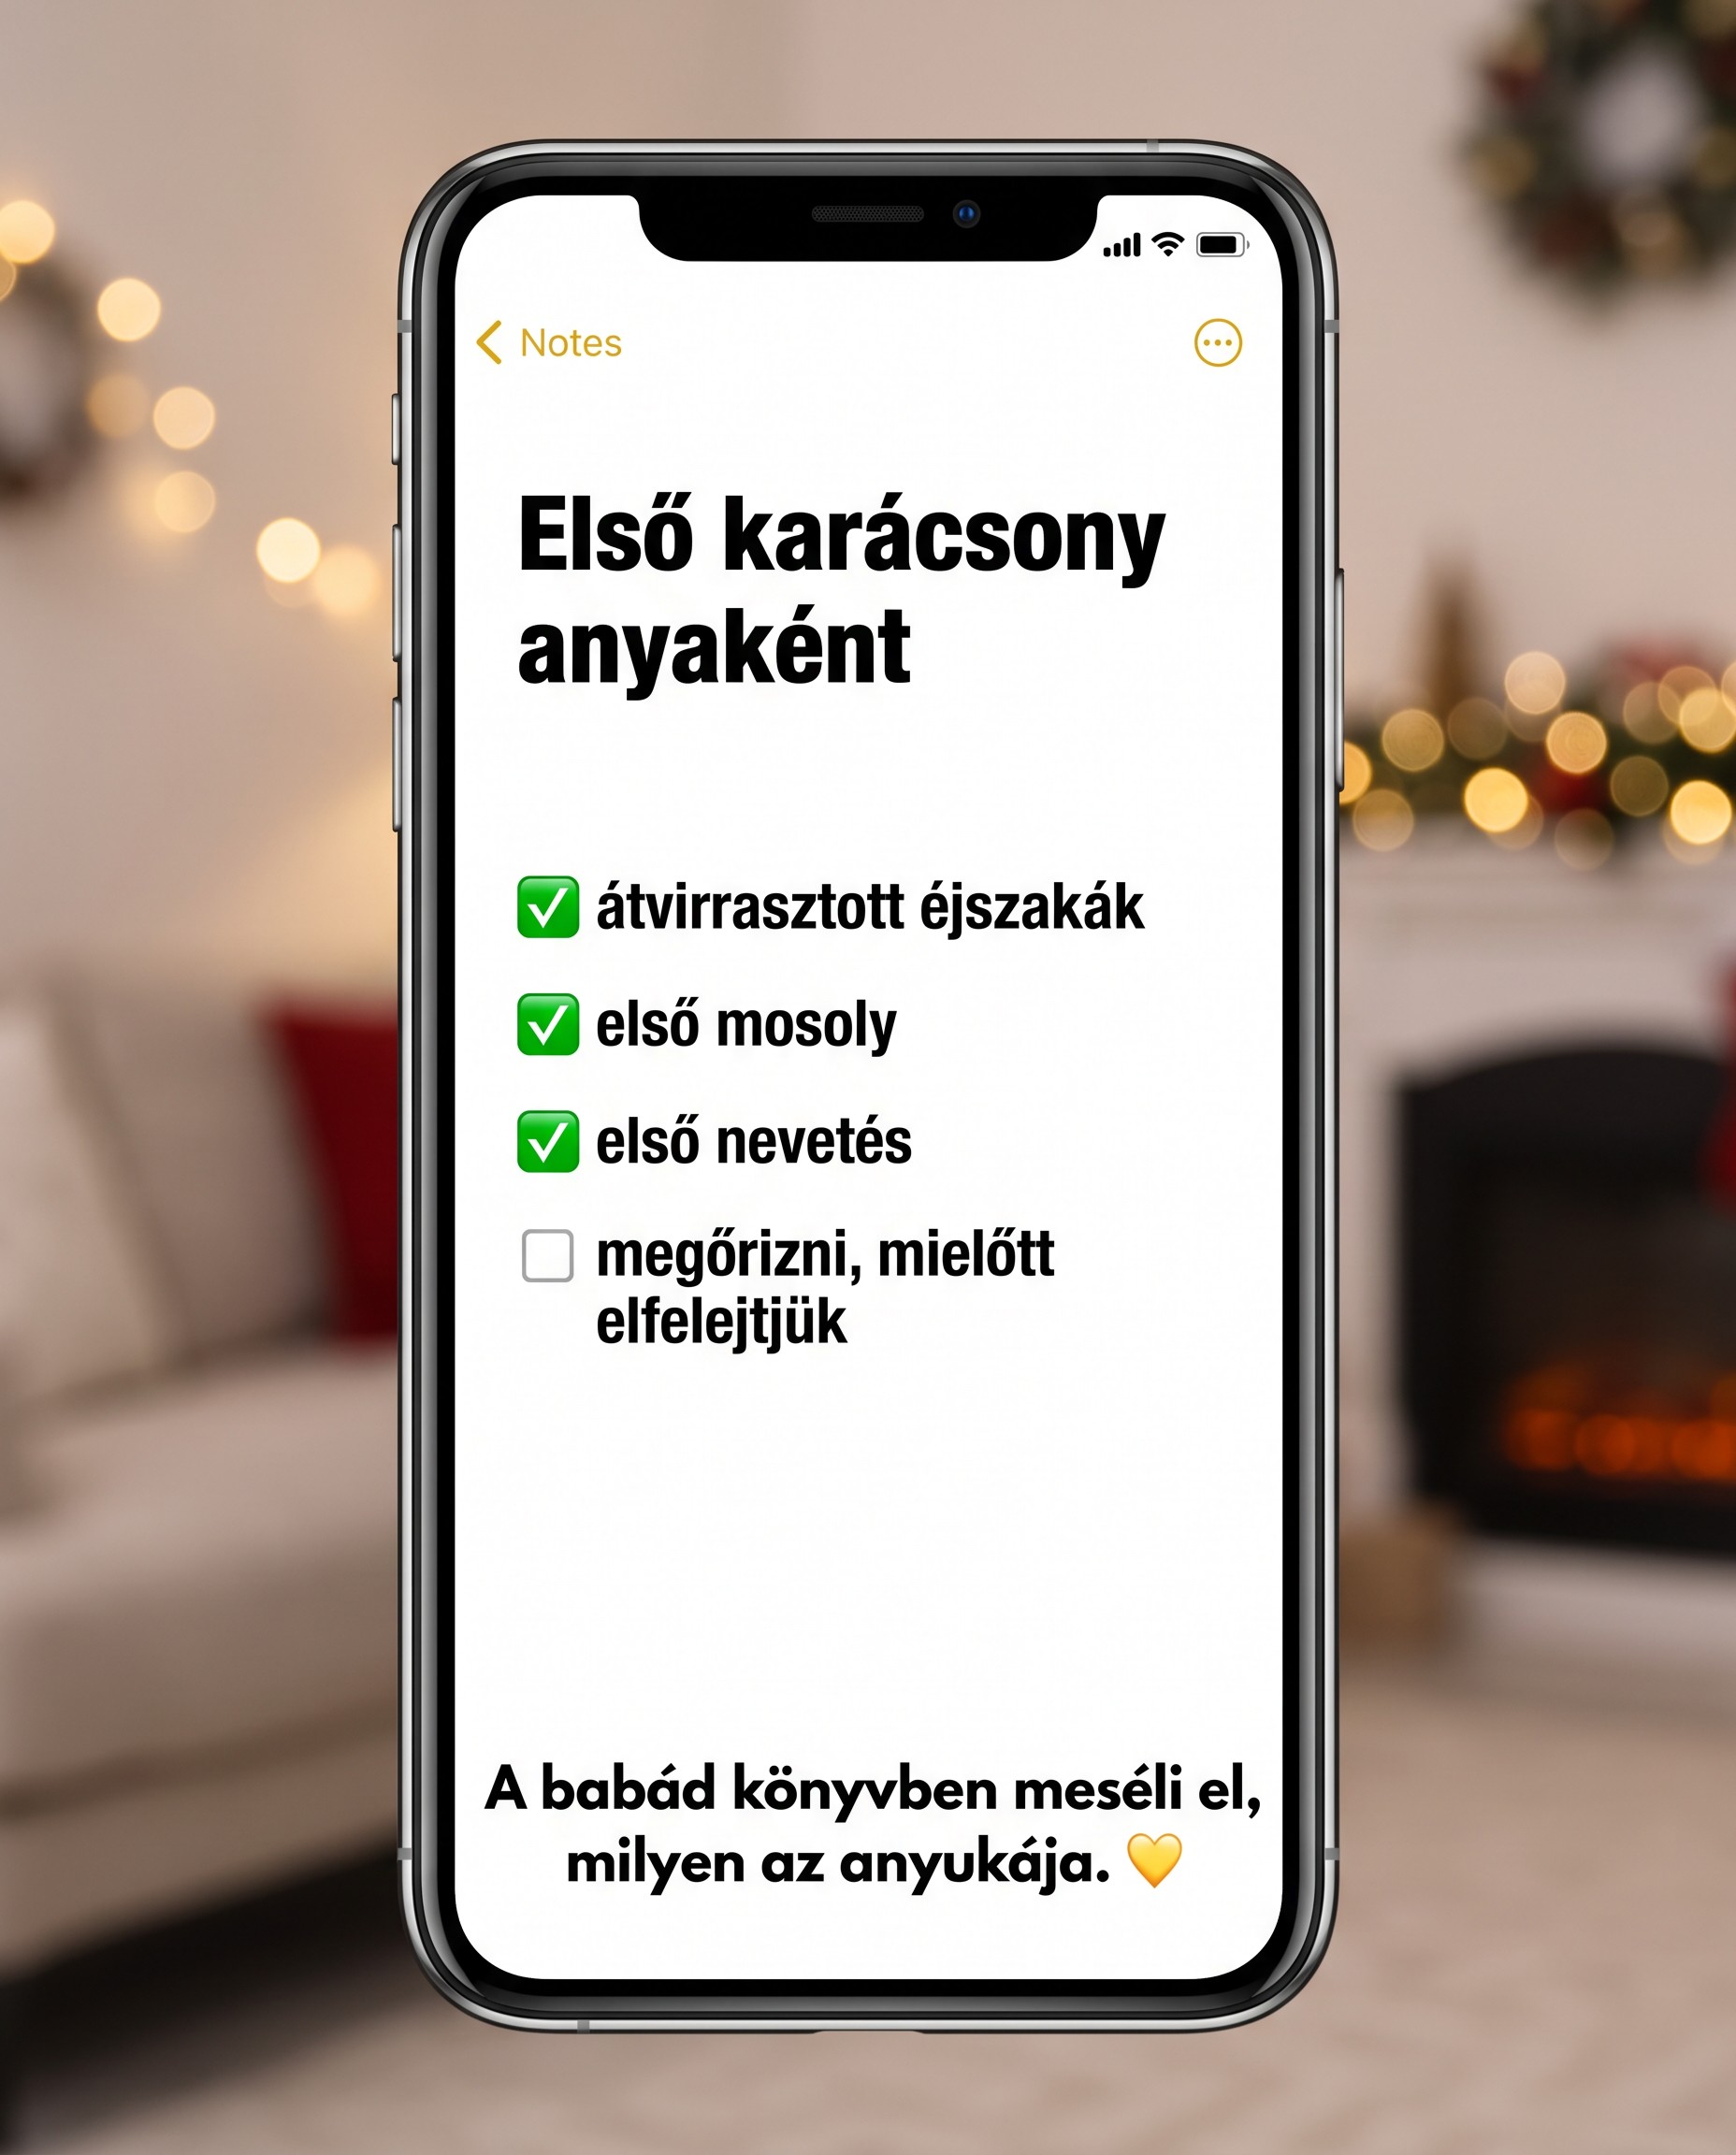 Notes
Első karácsony
anyaként
✅ átvirrasztott éjszakák
✅ első mosoly
✅ első nevetés
megőrizni, mielőtt
elfelejtjük
A babád könyvben meséli el,
milyen az anyukája. 💛